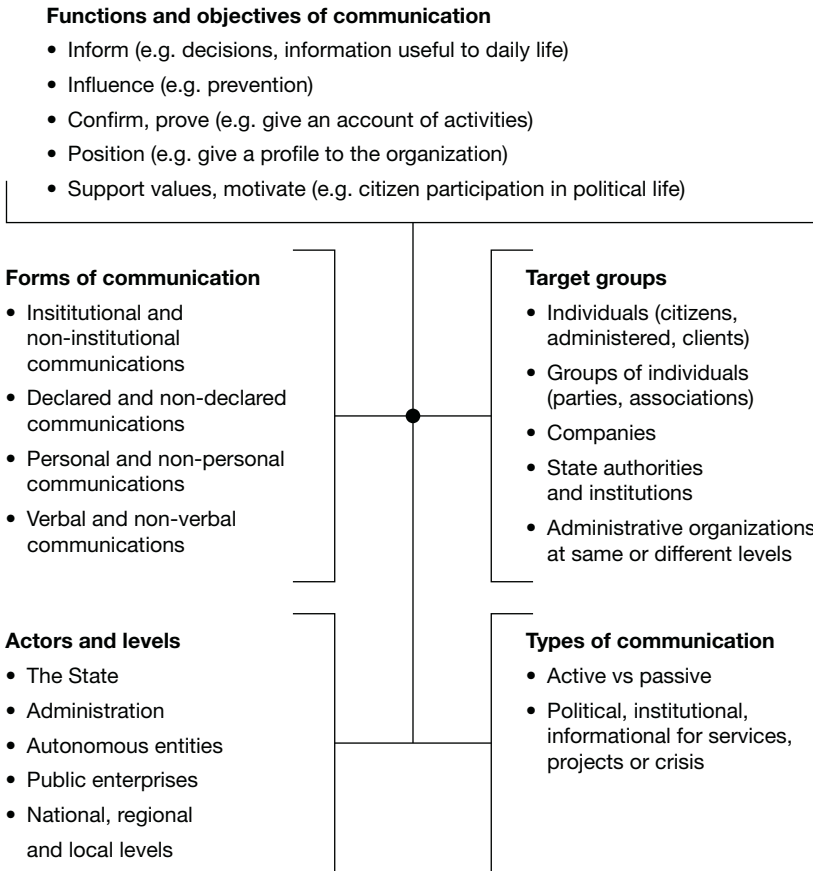 Functions and objectives of communication
• Inform (e.g. decisions, information useful to daily life)
• Influence (e.g. prevention)
• Confirm, prove (e.g. give an account of activities)
• Position (e.g. give a profile to the organization)
• Support values, motivate (e.g. citizen participation in political life)
Forms of communication
• Insititutional and
non-institutional
communications
• Declared and non-declared
communications
• Personal and non-personal
communications
• Verbal and non-verbal
communications
Target groups
• Individuals (citizens,
administered, clients)
• Groups of individuals
(parties, associations)
• Companies
• State authorities
and institutions
• Administrative organizations
at same or different levels
Actors and levels
• The State
• Administration
• Autonomous entities
• Public enterprises
• National, regional
and local levels
Types of communication
• Active vs passive
• Political, institutional,
informational for services,
projects or crisis